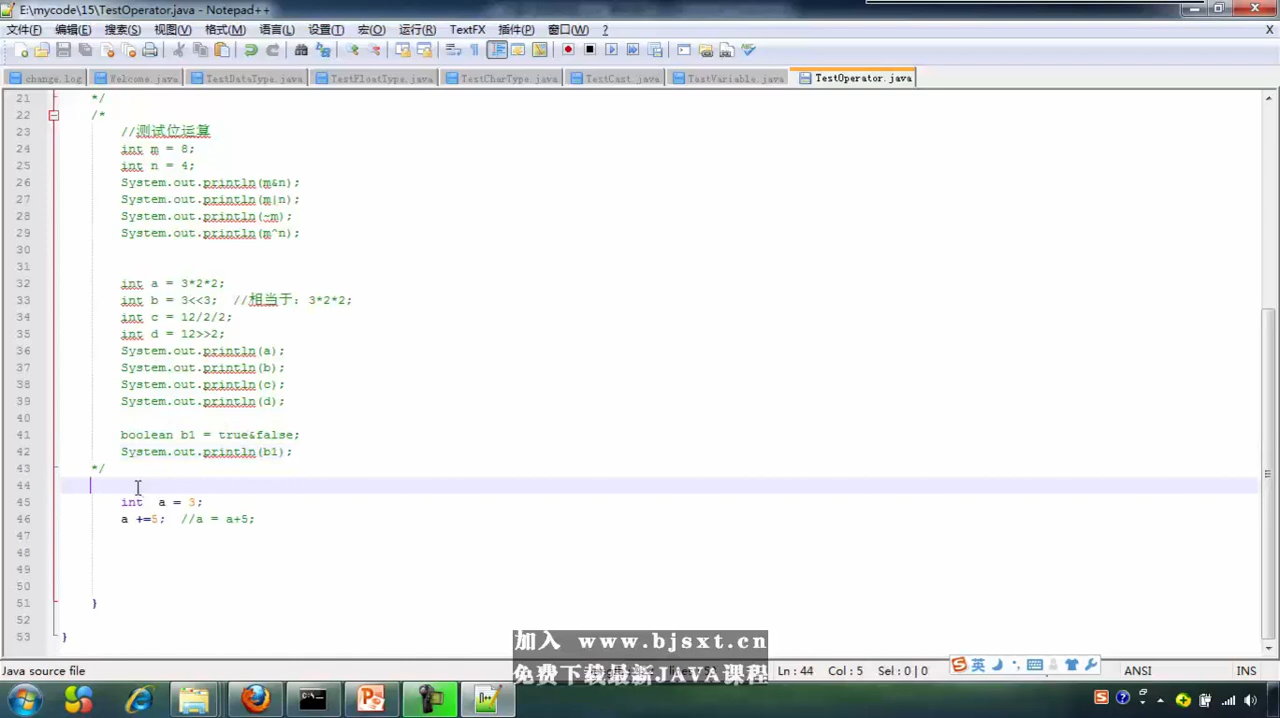 E:\mycode\15\TestOperator.java - Notepad++
文件(F) 编辑(E) 搜索(S) 视图(V) 格式(M) 语言(L) 设置(T) 宏(O) 运行(R) TextFX 插件(P) 窗口(W) ? X
change.log Welcome.java TestDataType.java TestFloatType.java TestCharType.java TestCast.java TestVariable.java TestOperator.java
21 */
22 /*
23 //测试位运算
24 int m = 8;
25 int n = 4;
26 System.out.println(m&n);
27 System.out.println(m|n);
28 System.out.println(~m);
29 System.out.println(m^n);
30
31
32 int a = 3*2*2;
33 int b = 3<<3; //相当于：3*2*2;
34 int c = 12/2/2;
35 int d = 12>>2;
36 System.out.println(a);
37 System.out.println(b);
38 System.out.println(c);
39 System.out.println(d);
40
41 boolean b1 = true&false;
42 System.out.println(b1);
43 */
44
45 int a = 3;
46 a +=5; //a = a+5;
47
48
49
50
51 }
52
53 }
加入 www.bjsxt.cn
免费下载最新JAVA课程
Java source file Ln : 44 Col : 5 Sel : 0 | 0 ANSI INS
英